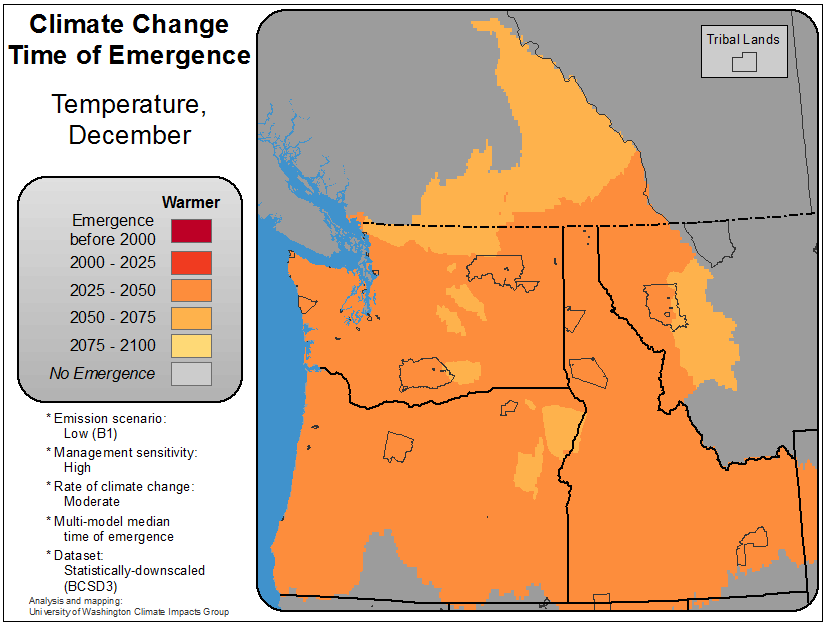 Climate Change
Time of Emergence
Temperature,
December
Warmer
Emergence
before 2000
2000 - 2025
2025 - 2050
2050 - 2075
2075 - 2100
No Emergence
* Emission scenario:
Low (B1)
* Management sensitivity:
High
* Rate of climate change:
Moderate
* Multi-model median
time of emergence
* Dataset:
Statistically-downscaled
(BCSD3)
Analysis and mapping:
University of Washington Climate Impacts Group
Tribal Lands